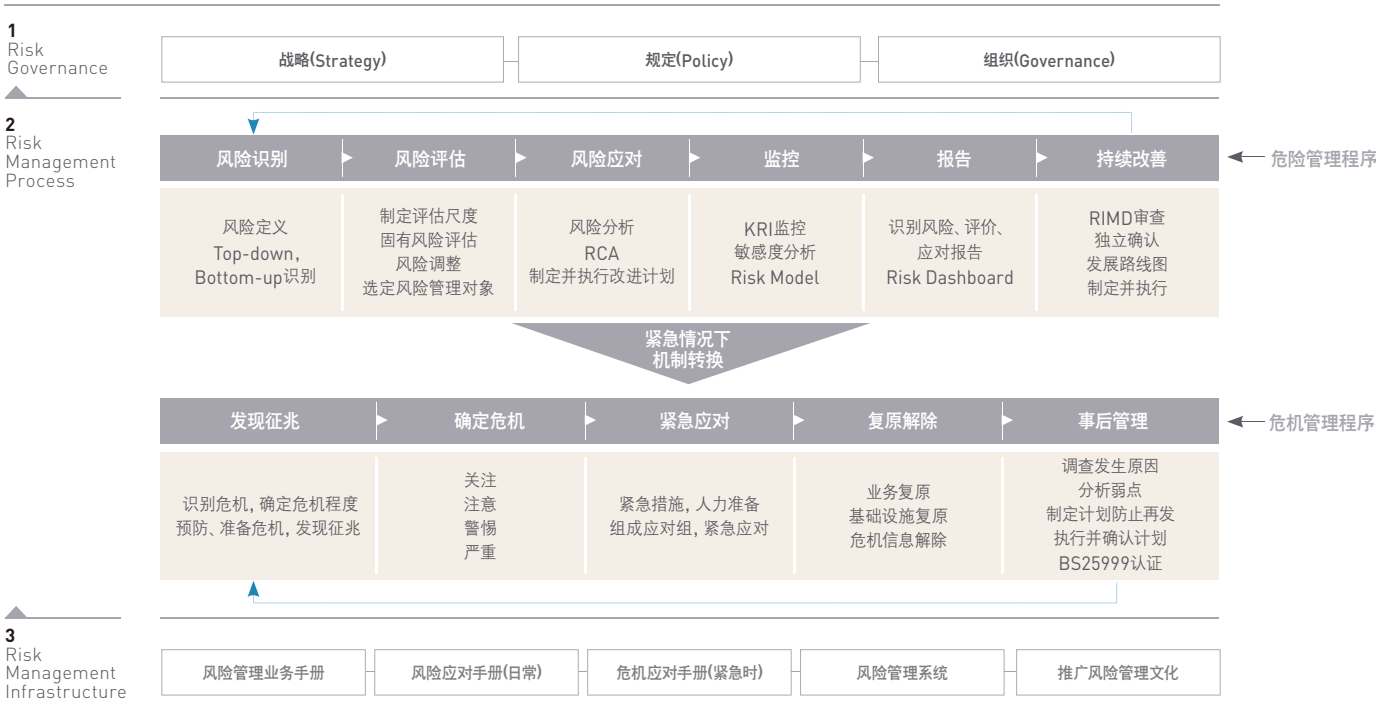 1
Risk
Governance
战略(Strategy)
规定(Policy)
组织(Governance)
2
Risk
Management
Process
风险识别
风险评估
风险应对
监控
报告
持续改善
危险管理程序
风险定义
Top-down,
Bottom-up识别
制定评估尺度
固有风险评估
风险调整
选定风险管理对象
风险分析
RCA
制定并执行改进计划
KRI监控
敏感度分析
Risk Model
识别风险、评价、
应对报告
Risk Dashboard
RIMD审查
独立确认
发展路线图
制定并执行
紧急情况下
机制转换
发现征兆
确定危机
紧急应对
复原解除
事后管理
危机管理程序
识别危机, 确定危机程度
预防、准备危机, 发现征兆
关注
注意
警惕
严重
紧急措施, 人力准备
组成应对组, 紧急应对
业务复原
基础设施复原
危机信息解除
调查发生原因
分析弱点
制定计划防止再发
执行并确认计划
BS25999认证
3
Risk
Management
Infrastructure
风险管理业务手册
风险应对手册(日常)
危机应对手册(紧急时)
风险管理系统
推广风险管理文化